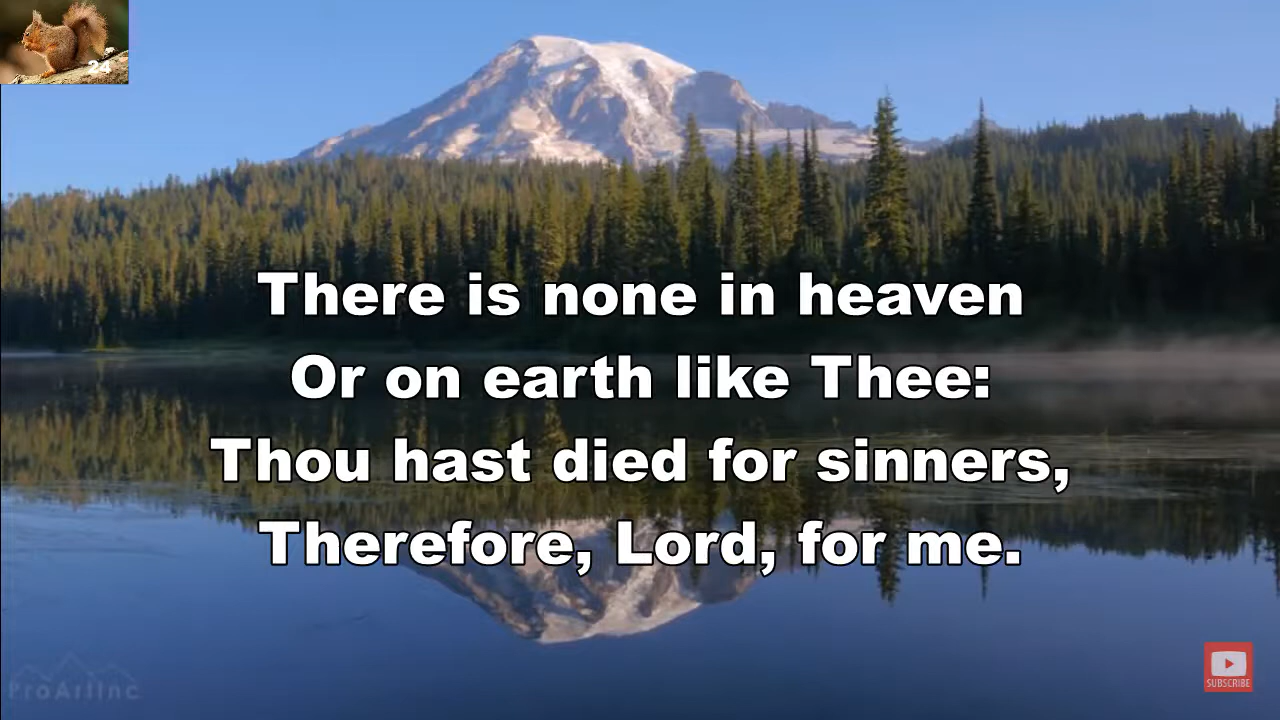 24
There is none in heaven
Or on earth like Thee:
Thou hast died for sinners,
Therefore, Lord, for me.
ProArtInc
SUBSCRIBE